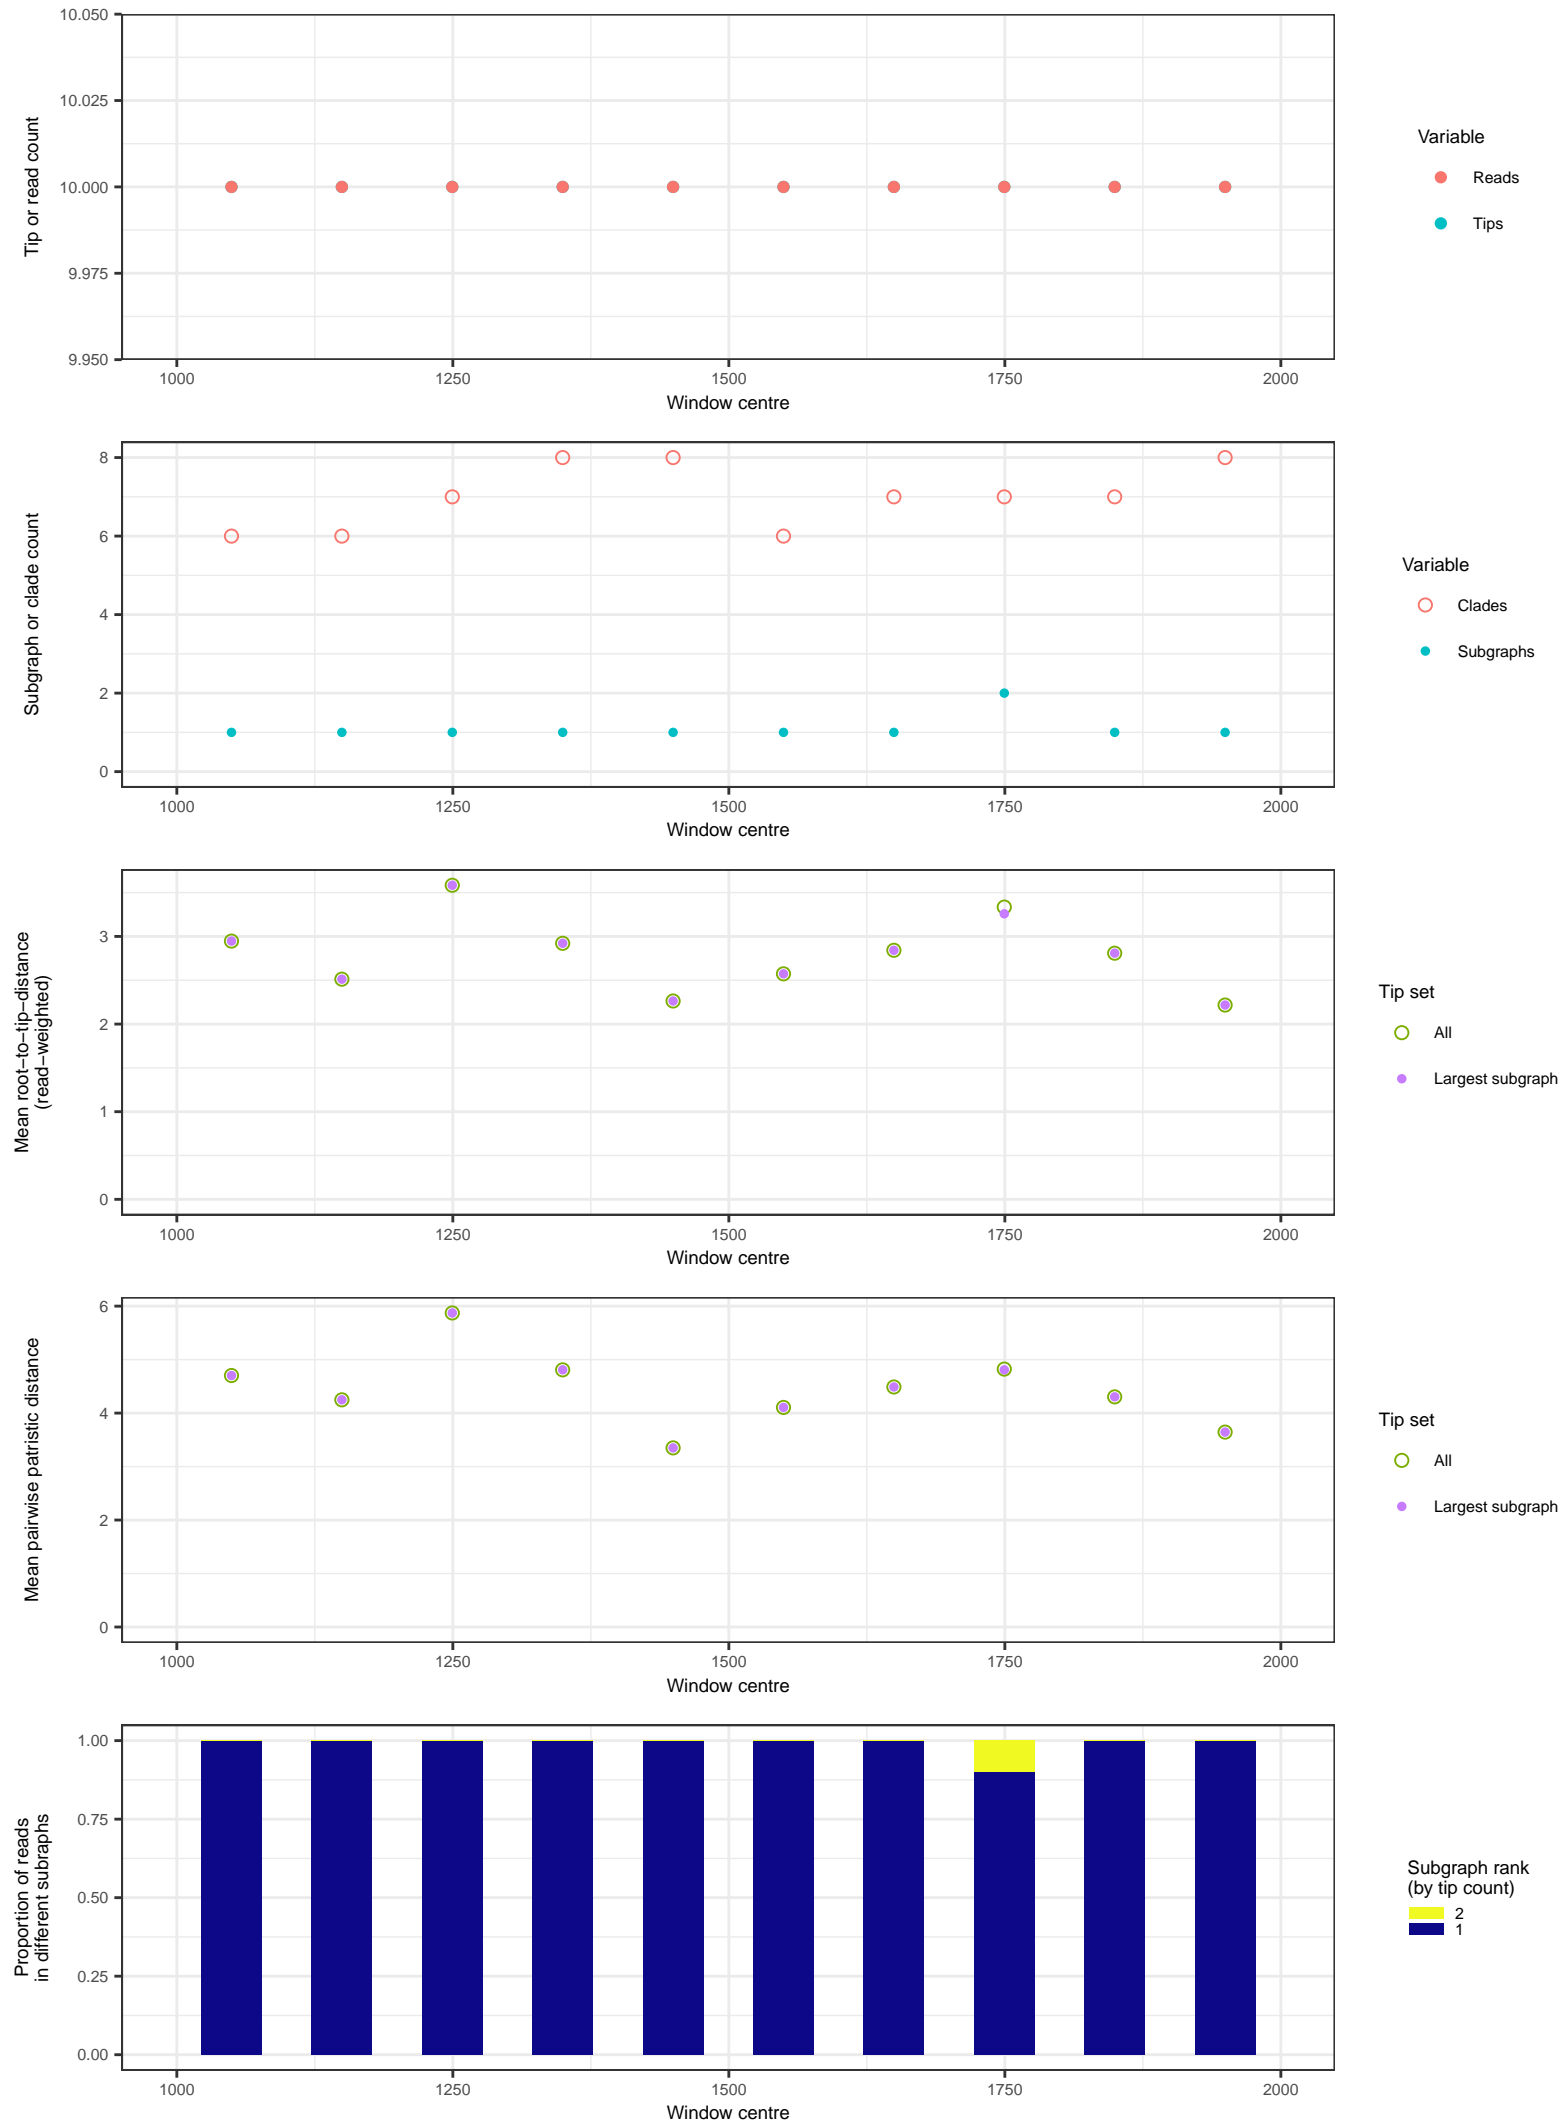 10.050
10.025
10.000
9.975
9.950
Tip or read count
1000 1250 1500 1750 2000
Window centre
Variable
Reads
Tips
8
6
4
2
0
Subgraph or clade count
1000 1250 1500 1750 2000
Window centre
Variable
Clades
Subgraphs
3
2
1
0
Mean root−to−tip−distance
(read−weighted)
1000 1250 1500 1750 2000
Window centre
Tip set
All
Largest subgraph
6
4
2
0
Mean pairwise patristic distance
1000 1250 1500 1750 2000
Window centre
Tip set
All
Largest subgraph
1.00
0.75
0.50
0.25
0.00
Proportion of reads
in different subraphs
1000 1250 1500 1750 2000
Window centre
Subgraph rank
(by tip count)
2
1